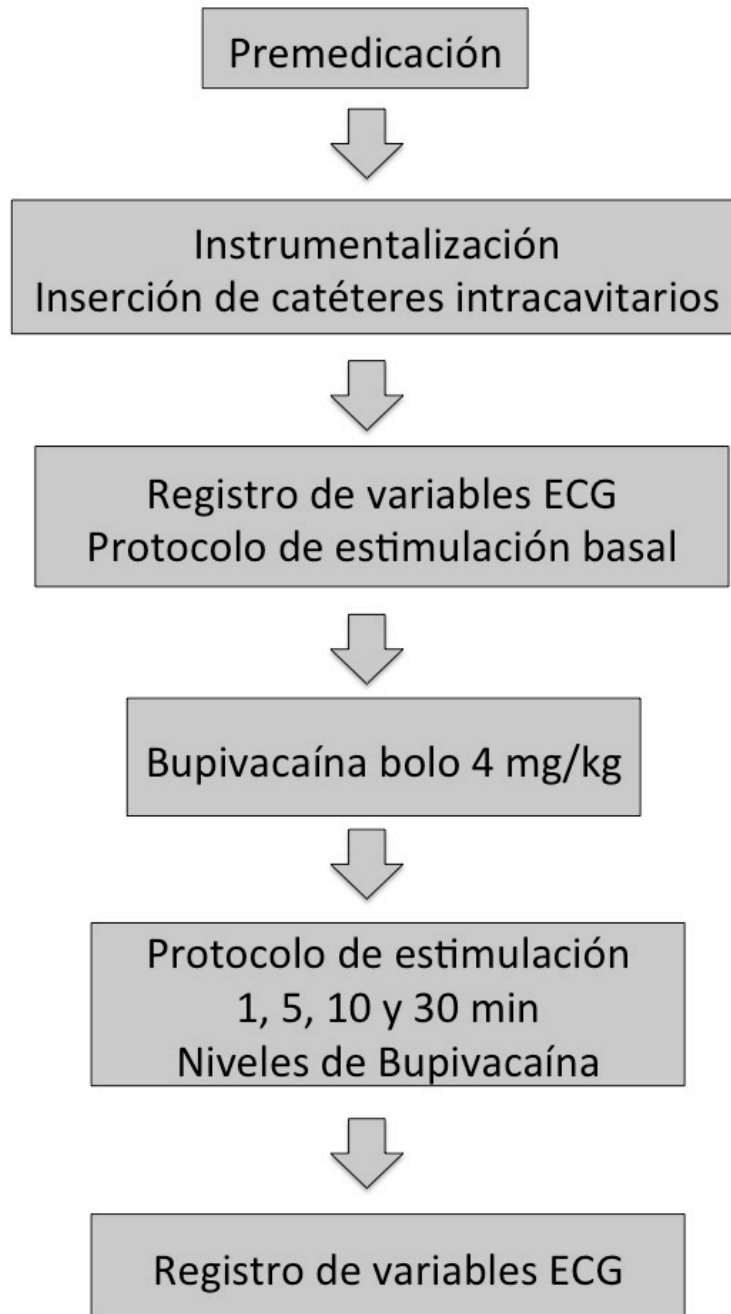 Premedicación
Instrumentalización
Inserción de catéteres intracavitarios
Registro de variables ECG
Protocolo de estimulación basal
Bupivacaína bolo 4 mg/kg
Protocolo de estimulación
1, 5, 10 y 30 min
Niveles de Bupivacaína
Registro de variables ECG